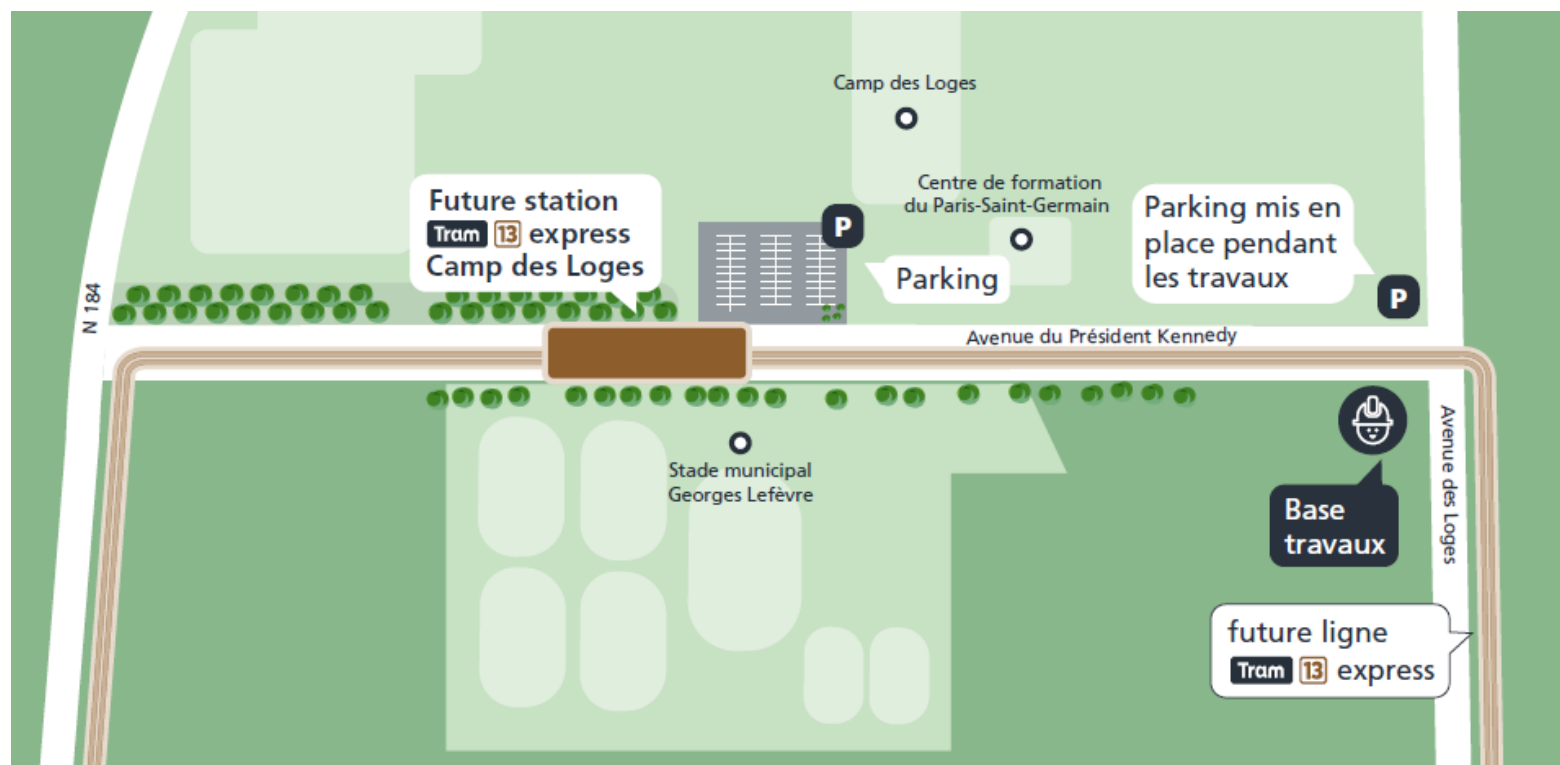 Camp des Loges
Centre de formation
du Paris-Saint-Germain
Future station
Tram 13 express
Camp des Loges
P
Parking
Parking mis en
place pendant
les travaux
P
N 184
Avenue du Président Kennedy
Stade municipal
Georges Lefèvre
Avenue des Loges
Base
travaux
future ligne
Tram 13 express